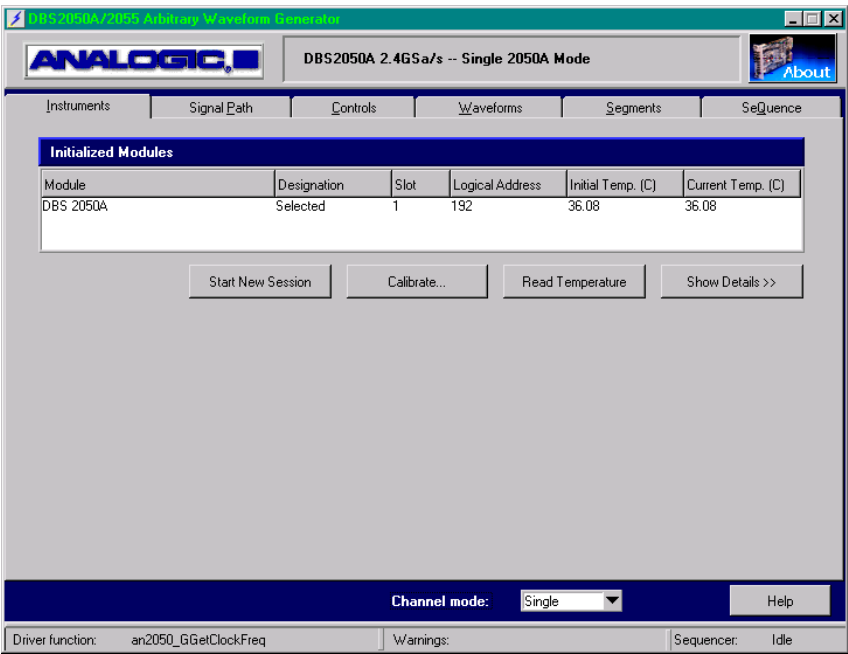 DBS2050A/2055 Arbitrary Waveform Generator
ANALOGIC.
DBS2050A 2.4GSa/s -- Single 2050A Mode
About
Instruments Signal Path Controls Waveforms Segments SeQuence
Initialized Modules
Module Designation Slot Logical Address Initial Temp. (C) Current Temp. (C)
DBS 2050A Selected 1 192 36.08 36.08
Start New Session Calibrate... Read Temperature Show Details >>
Channel mode: Single Help
Driver function: an2050_GGetClockFreq Warnings: Sequencer: Idle